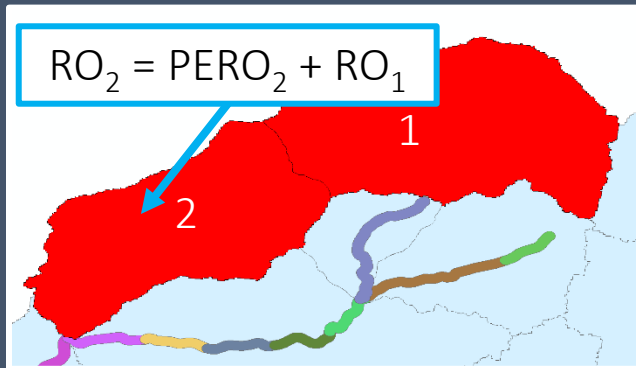 RO₂ = PERO₂ + RO₁
1
2